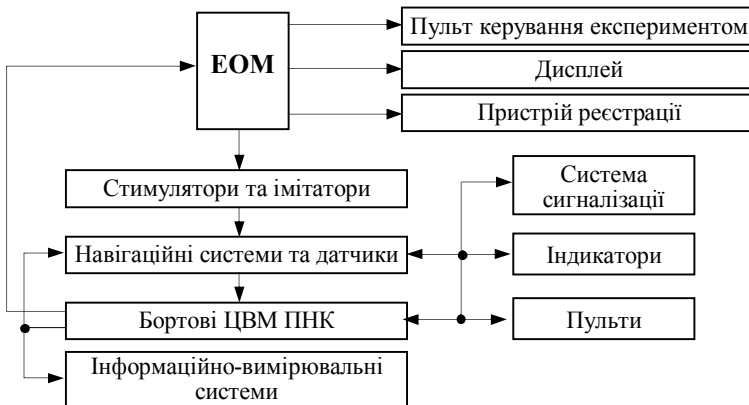 ЕОМ
Пульт керування експериментом
Дисплей
Пристрій реєстрації
Стимулятори та імітатори
Система
сигналізації
Навігаційні системи та датчики
Індикатори
Бортові ЦВМ ПНК
Пульти
Інформаційно-вимірювальні
системи